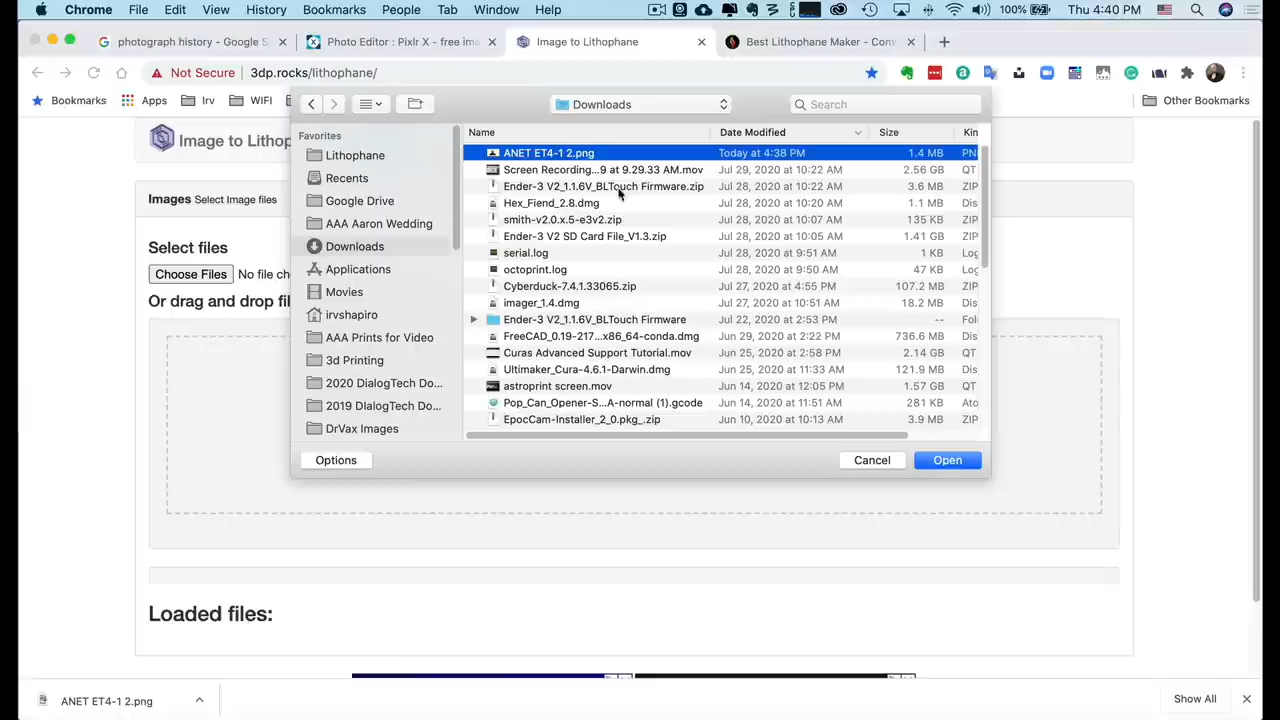 Chrome File Edit View History Bookmarks People Tab Window Help 100% Thu 4:40 PM
photograph history - Google S Photo Editor : Pixlr X - free ima Image to Lithophane Best Lithophane Maker - Con
Not Secure 3dp.rocks/lithophane/
Bookmarks Apps Irv WIFI Other Bookmarks
Downloads Search
Image to Lithop
Favorites Name Date Modified Size Kin
Lithophane
Recents
Google Drive
AAA Aaron Wedding
Downloads
Applications
Movies
irvshapiro
AAA Prints for Video
3d Printing
2020 DialogTech Do...
2019 DIalogTech Do...
DrVax Images
ANET ET4-1 2.png Today at 4:38 PM 1.4 MB PN
Screen Recording...9 at 9.29.33 AM.mov Jul 29, 2020 at 10:22 AM 2.56 GB QT
Ender-3 V2_1.1.6V_BLTouch Firmware.zip Jul 28, 2020 at 10:22 AM 3.6 MB ZIP
Hex_Fiend_2.8.dmg Jul 28, 2020 at 10:20 AM 1.1 MB Dis
smith-v2.0.x.5-e3v2.zip Jul 28, 2020 at 10:07 AM 135 KB ZIP
Ender-3 V2 SD Card File_V1.3.zip Jul 28, 2020 at 10:05 AM 1.41 GB ZIP
serial.log Jul 28, 2020 at 9:51 AM 1 KB Log
octoprint.log Jul 28, 2020 at 9:50 AM 47 KB Log
Cyberduck-7.4.1.33065.zip Jul 27, 2020 at 4:55 PM 107.2 MB ZIP
imager_1.4.dmg Jul 27, 2020 at 10:51 AM 18.2 MB Dis
Ender-3 V2_1.1.6V_BLTouch Firmware Jul 22, 2020 at 2:53 PM -- Fol
FreeCAD_0.19-217...x86_64-conda.dmg Jun 29, 2020 at 2:22 PM 736.6 MB Dis
Curas Advanced Support Tutorial.mov Jun 25, 2020 at 2:58 PM 2.14 GB QT
Ultimaker_Cura-4.6.1-Darwin.dmg Jun 25, 2020 at 11:33 AM 121.9 MB Dis
astroprint screen.mov Jun 14, 2020 at 12:05 PM 1.57 GB QT
Pop_Can_Opener-S...A-normal (1).gcode Jun 14, 2020 at 11:51 AM 281 KB Ato
EpocCam-Installer_2_0.pkg_.zip Jun 10, 2020 at 10:13 AM 3.9 MB ZIP
Images Select Image files
Select files
Choose Files No file ch
Or drag and drop fil
Options Cancel Open
Loaded files:
ANET ET4-1 2.png Show All